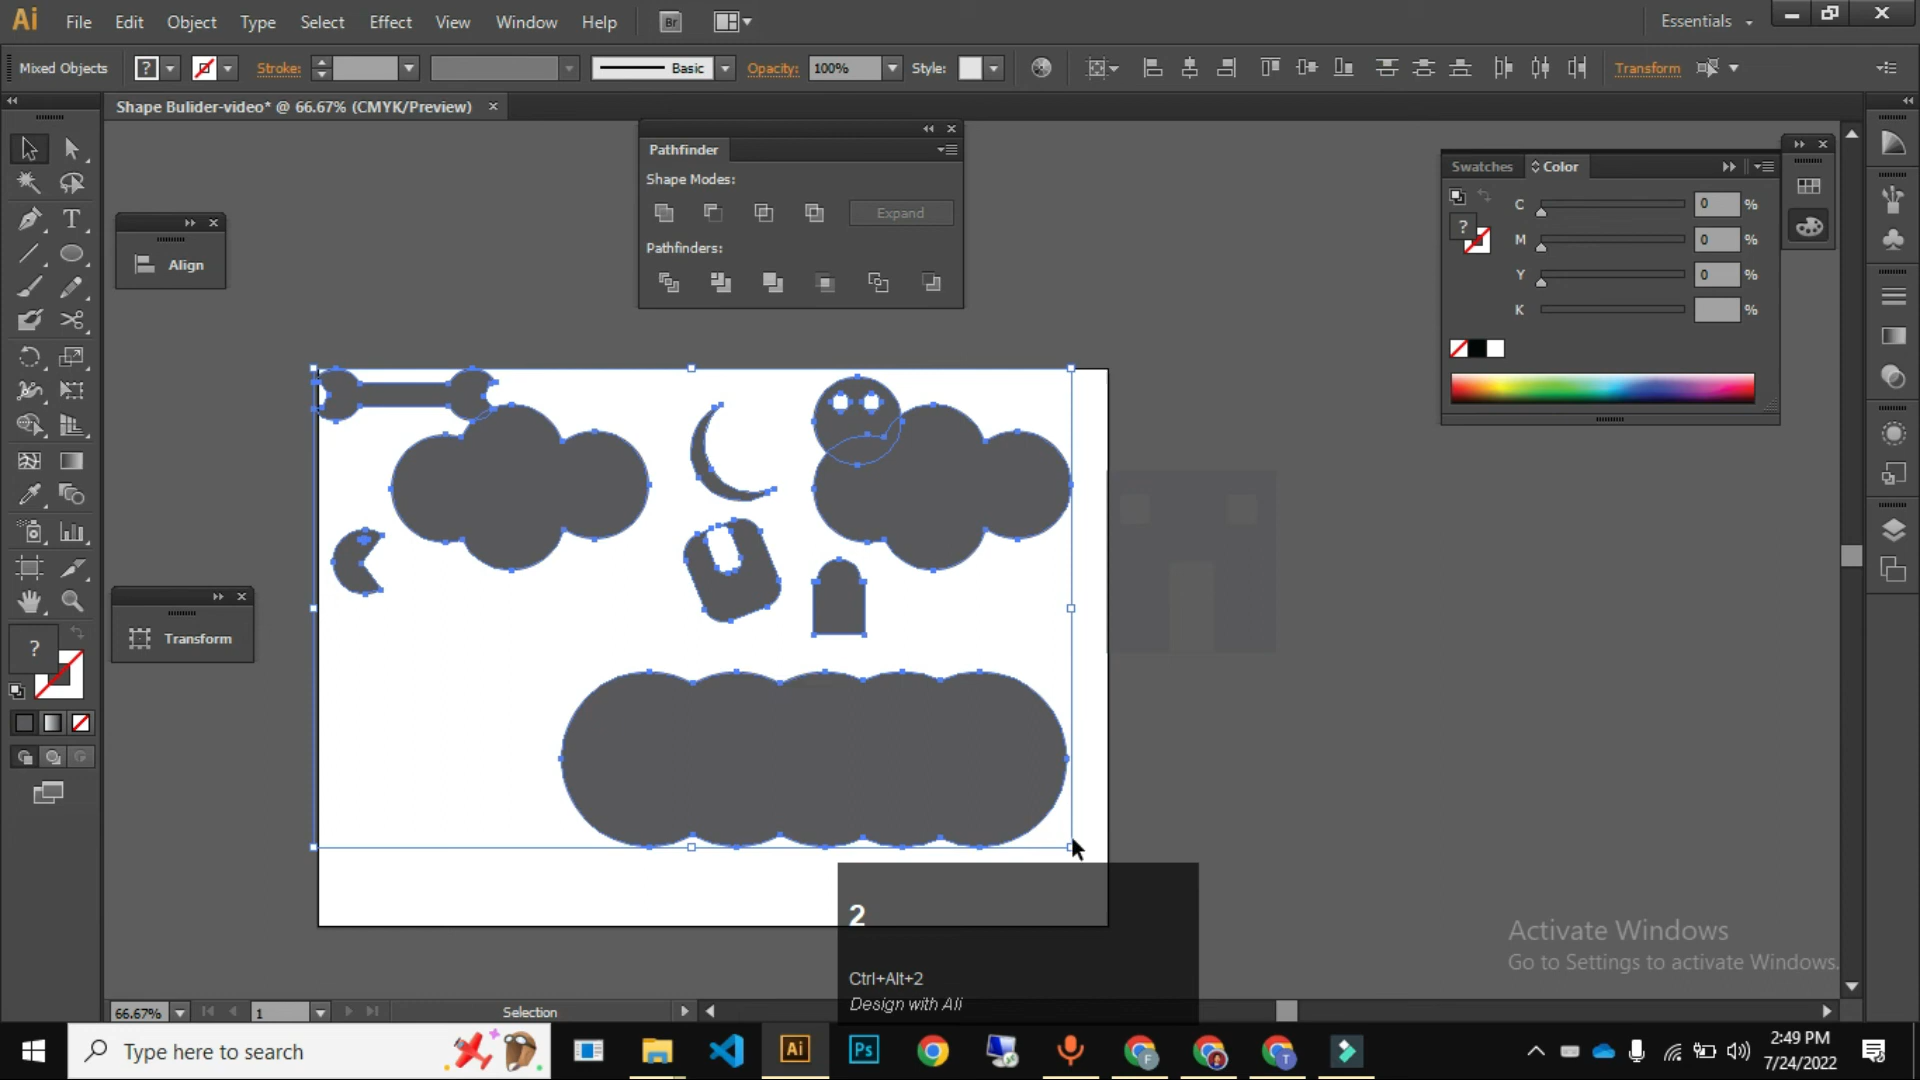 Ai File Edit Object Type Select Effect View Window Help Br Essentials
Mixed Objects ? Stroke: Basic Opacity: 100% Style: Transform
Shape Bulider-video* @ 66.67% (CMYK/Preview)
Pathfinder
Shape Modes:
Expand
Pathfinders:
Swatches Color
C 0 %
M 0 %
Y 0 %
K %
?
Align
Transform
?
2
Ctrl+Alt+2
Design with Ali
Activate Windows
Go to Settings to activate Windows.
66.67% 1 Selection
Type here to search
Ai Ps F T
2:49 PM
7/24/2022